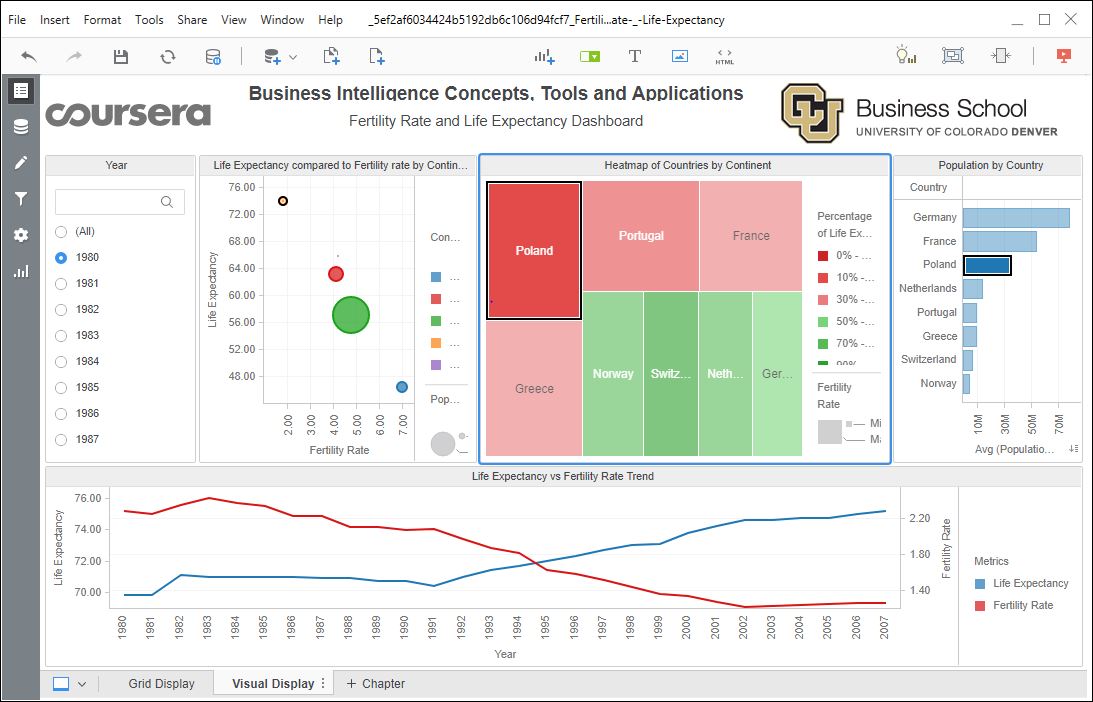 File Insert Format Tools Share View Window Help _5ef2af6034424b5192db6c106d94fcf7_Fertili...ate-_-Life-Expectancy
T
HTML
coursera
Business Intelligence Concepts, Tools and Applications
Fertility Rate and Life Expectancy Dashboard
CU
Business School
UNIVERSITY OF COLORADO DENVER
Year
(All)
1980
1981
1982
1983
1984
1985
1986
1987
Life Expectancy compared to Fertility rate by Contin...
76.00
72.00
68.00
64.00
60.00
56.00
52.00
48.00
Life Expectancy
2.00 3.00 4.00 5.00 6.00 7.00
Fertility Rate
Con...
...
...
...
...
...
Pop...
Heatmap of Countries by Continent
Poland
Portugal
France
Greece
Norway
Switz...
Neth...
Ger...
Percentage
of Life Ex...
0% - ...
10% -...
30% -...
50% -...
70% -...
90% -...
Fertility
Rate
Mi
Ma
Population by Country
Country
Germany
France
Poland
Netherlands
Portugal
Greece
Switzerland
Norway
10M 30M 50M 70M
Avg (Populatio...
Life Expectancy vs Fertility Rate Trend
76.00
74.00
72.00
70.00
Life Expectancy
2.20
1.80
1.40
Fertility Rate
1980 1981 1982 1983 1984 1985 1986 1987 1988 1989 1990 1991 1992 1993 1994 1995 1996 1997 1998 1999 2000 2001 2002 2003 2004 2005 2006 2007
Year
Metrics
Life Expectancy
Fertility Rate
Grid Display Visual Display + Chapter